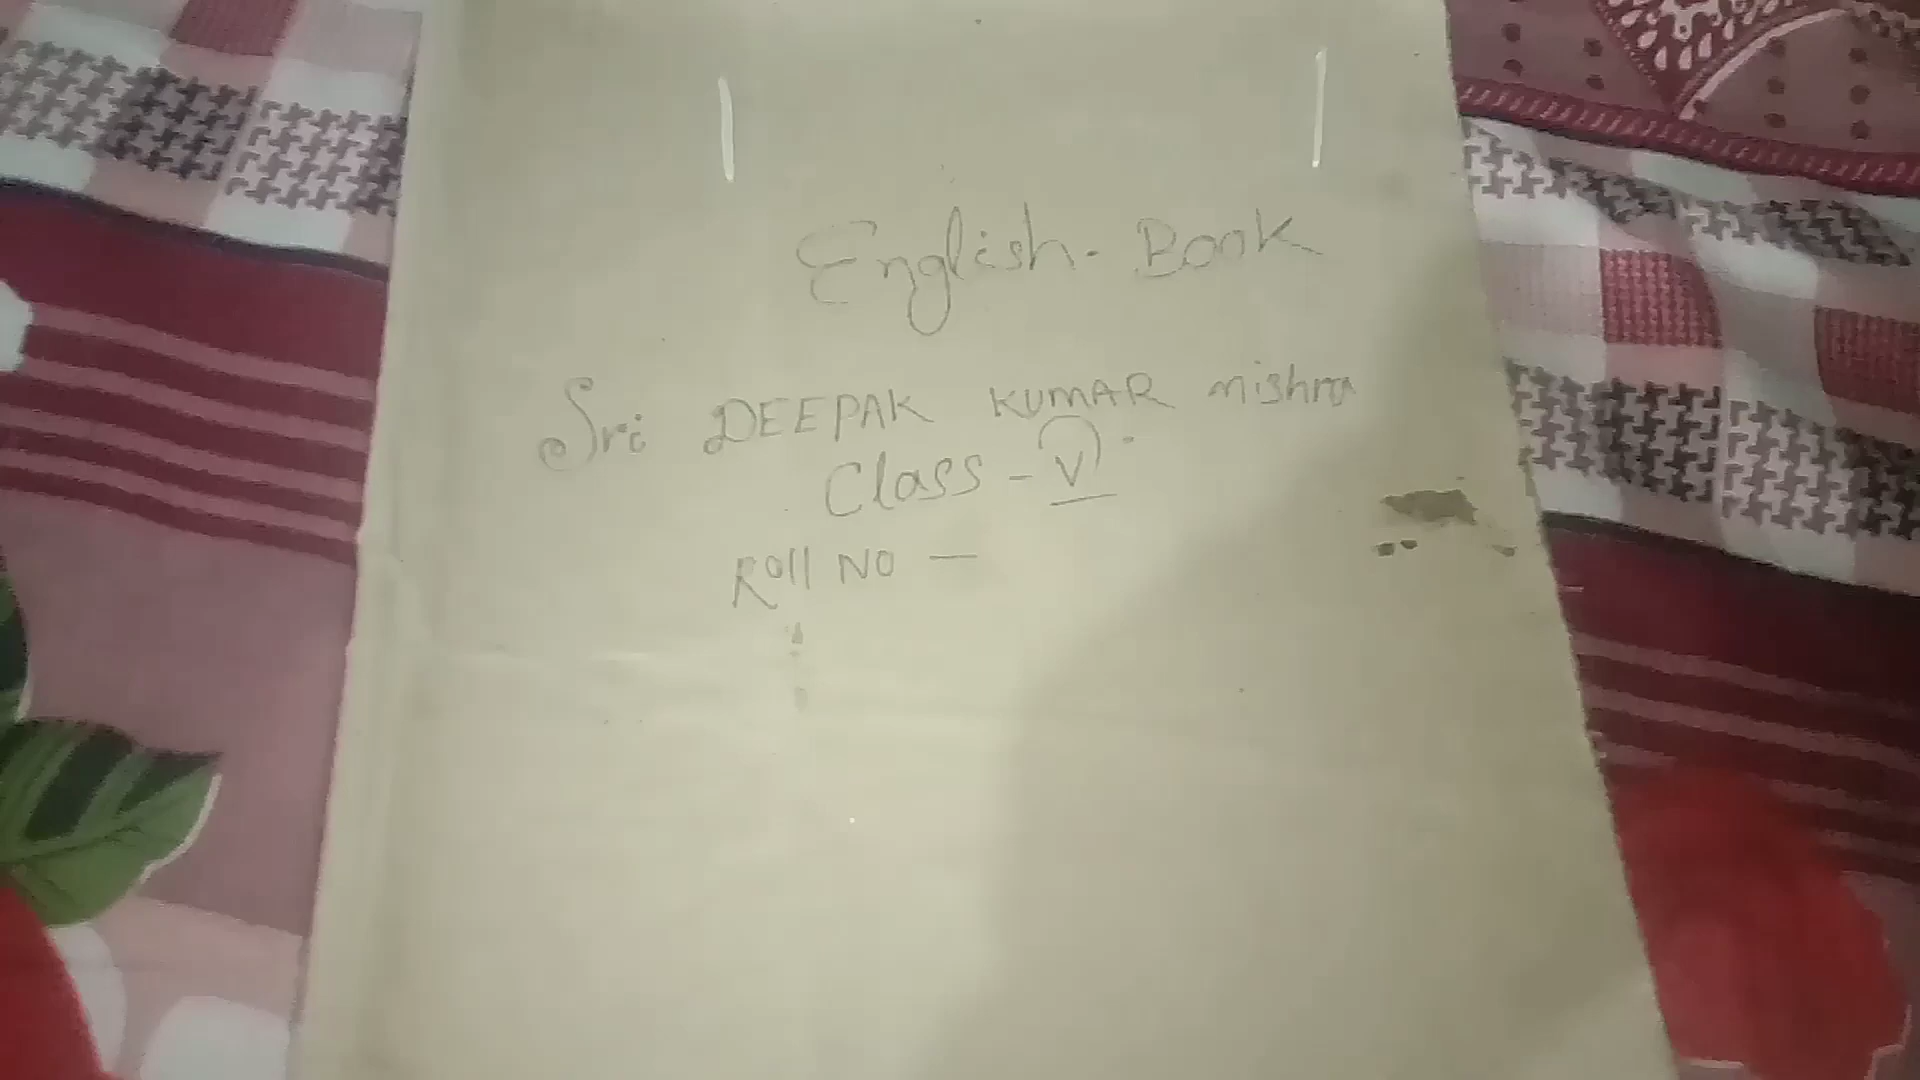 English- Book
Sri DEEPAK KUMAR mishra
Class - V
Roll NO —